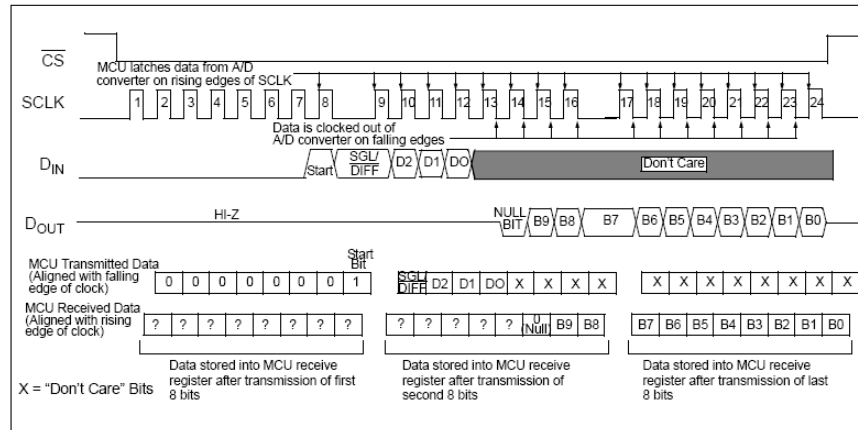 CS
MCU latches data from A/D
converter on rising edges of SCLK
SCLK
1 2 3 4 5 6 7 8 9 10 11 12 13 14 15 16 17 18 19 20 21 22 23 24
Data is clocked out of
A/D converter on falling edges
DIN
Start SGL/DIFF D2 D1 DO Don't Care
HI-Z
DOUT
NULL BIT B9 B8 B7 B6 B5 B4 B3 B2 B1 B0
MCU Transmitted Data
(Aligned with falling
edge of clock)
Start
Bit
0 0 0 0 0 0 0 1 SGL/DIFF D2 D1 DO X X X X X X X X X X X X
MCU Received Data
(Aligned with rising
edge of clock)
? ? ? ? ? ? ? ? ? ? ? ? ? 0 (Null) B9 B8 B7 B6 B5 B4 B3 B2 B1 B0
Data stored into MCU receive
register after transmission of first
8 bits
Data stored into MCU receive
register after transmission of
second 8 bits
Data stored into MCU receive
register after transmission of last
8 bits
X = “Don't Care” Bits